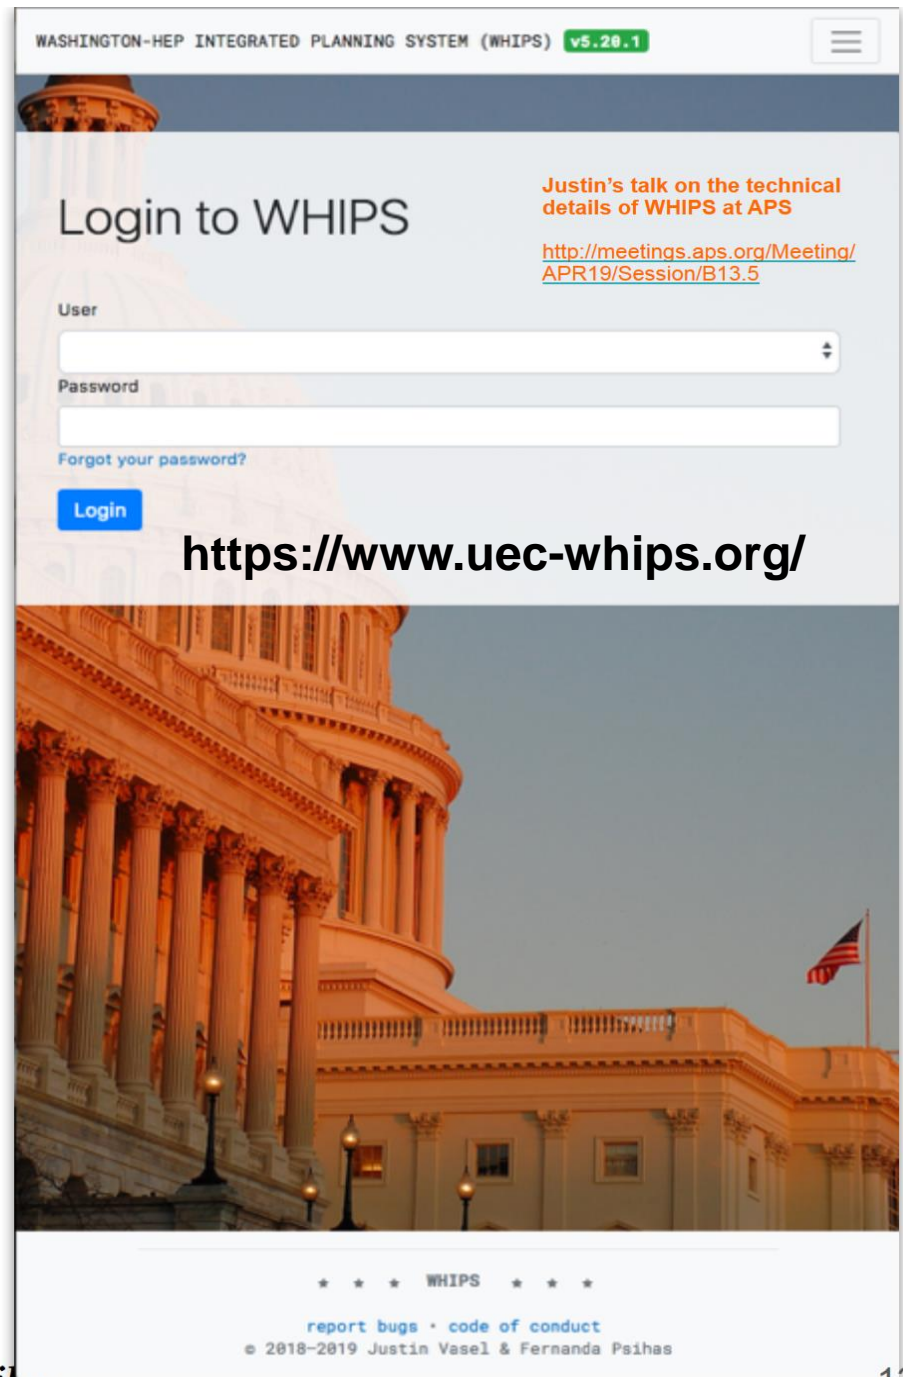 WASHINGTON-HEP INTEGRATED PLANNING SYSTEM (WHIPS) v5.20.1
Login to WHIPS
Justin's talk on the technical
details of WHIPS at APS
http://meetings.aps.org/Meeting/
APR19/Session/B13.5
User
Password
Forgot your password?
Login
https://www.uec-whips.org/
★ ★ ★ WHIPS ★ ★ ★
report bugs · code of conduct
© 2018–2019 Justin Vasel & Fernanda Psihas